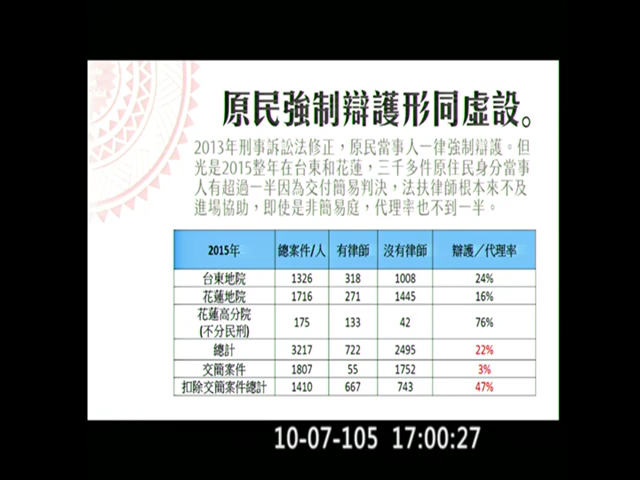 原民強制辯護形同虛設。
2013年刑事訴訟法修正，原民當事人一律強制辯護。但
光是2015整年在台東和花蓮，三千多件原住民身分當事
人有超過一半因為交付簡易判決，法扶律師根本來不及
進場協助，即使是非簡易庭，代理率也不到一半。
2015年 總案件/人 有律師 沒有律師 辯護／代理率
台東地院 1326 318 1008 24%
花蓮地院 1716 271 1445 16%
花蓮高分院
(不分民刑) 175 133 42 76%
總計 3217 722 2495 22%
交簡案件 1807 55 1752 3%
扣除交簡案件總計 1410 667 743 47%
10-07-105 17:00:27